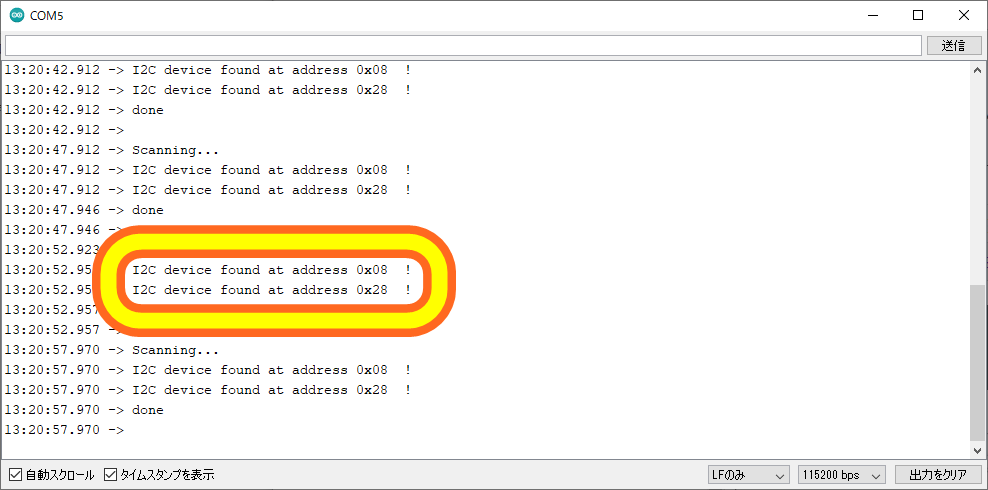 COM5
送信
13:20:42.912 -> I2C device found at address 0x08  !
13:20:42.912 -> I2C device found at address 0x28  !
13:20:42.912 -> done
13:20:42.912 ->
13:20:47.912 -> Scanning...
13:20:47.912 -> I2C device found at address 0x08  !
13:20:47.912 -> I2C device found at address 0x28  !
13:20:47.946 -> done
13:20:47.946 ->
13:20:52.923
13:20:52.95 I2C device found at address 0x08  !
13:20:52.95 I2C device found at address 0x28  !
13:20:52.957
13:20:52.957 ->
13:20:57.970 -> Scanning...
13:20:57.970 -> I2C device found at address 0x08  !
13:20:57.970 -> I2C device found at address 0x28  !
13:20:57.970 -> done
13:20:57.970 ->
自動スクロール タイムスタンプを表示 LFのみ 115200 bps 出力をクリア